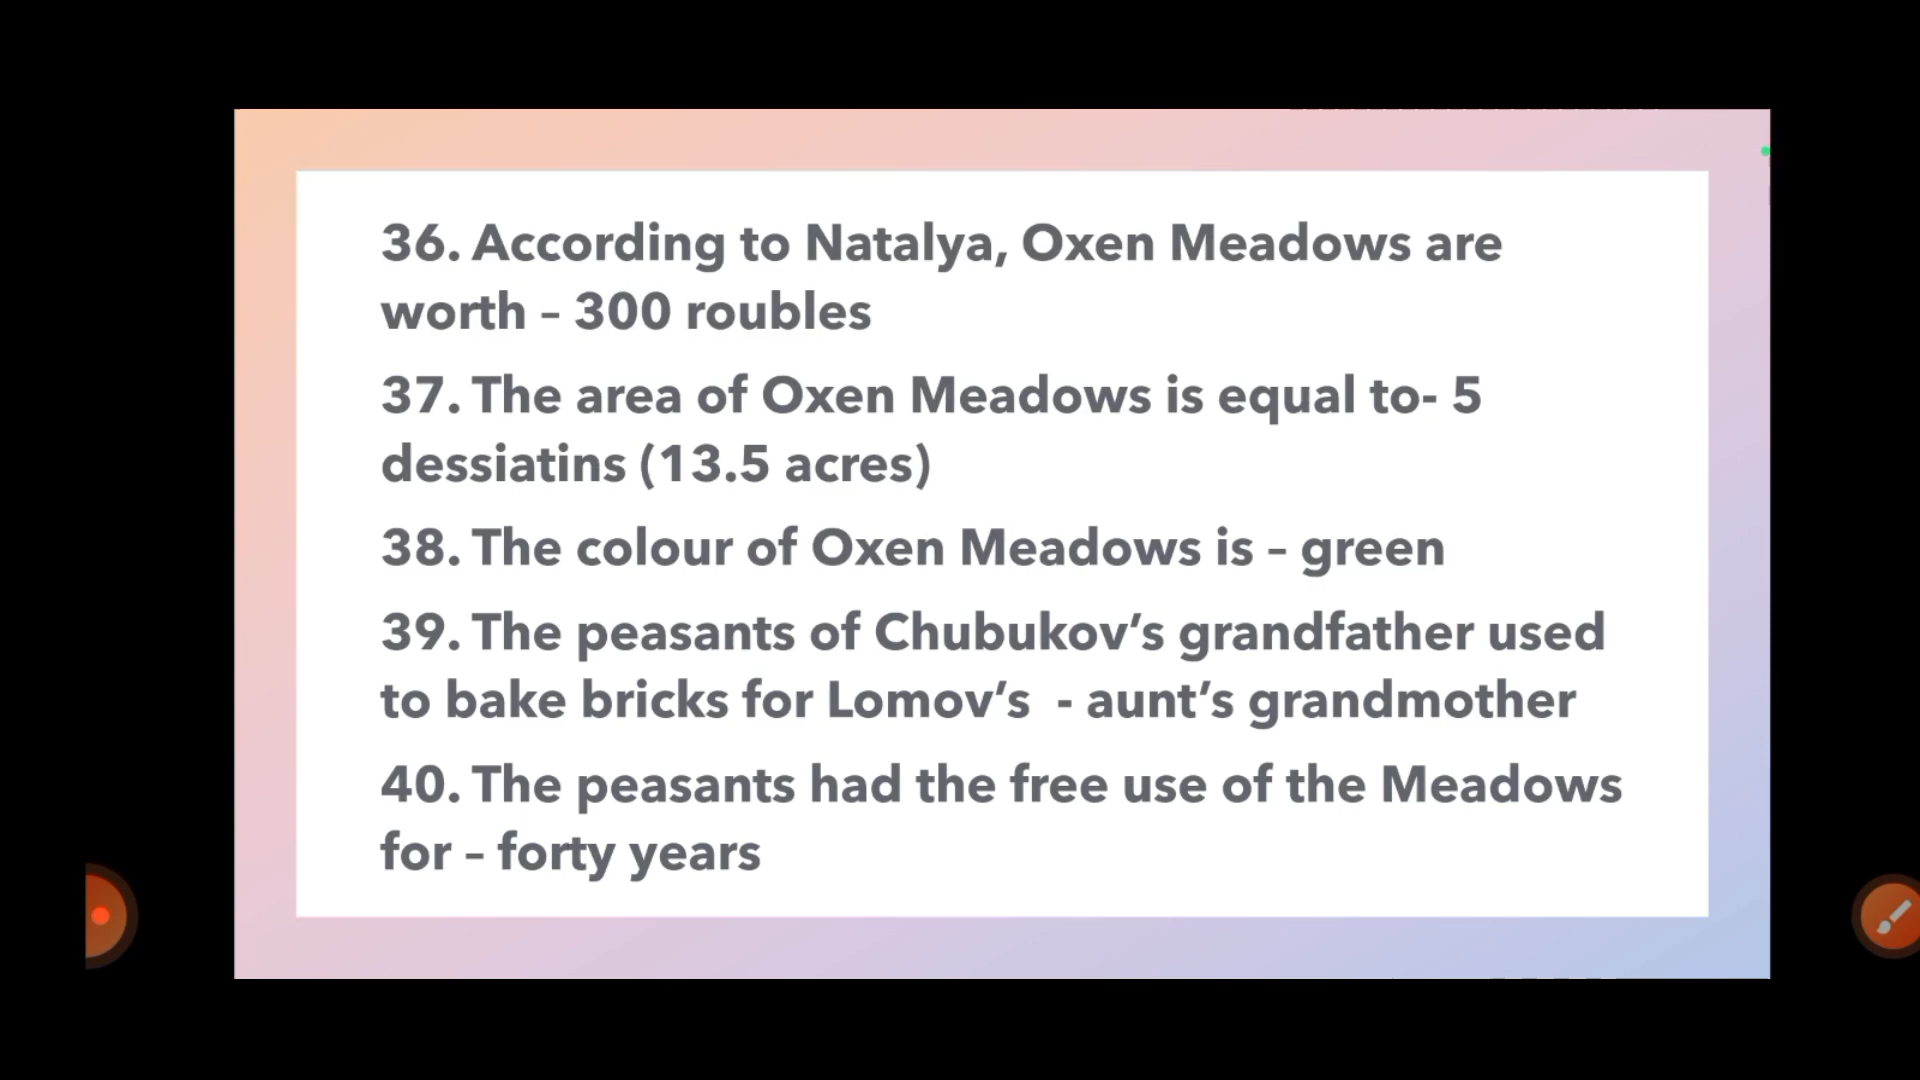 36. According to Natalya, Oxen Meadows are
worth – 300 roubles
37. The area of Oxen Meadows is equal to- 5
dessiatins (13.5 acres)
38. The colour of Oxen Meadows is – green
39. The peasants of Chubukov’s grandfather used
to bake bricks for Lomov’s  - aunt’s grandmother
40. The peasants had the free use of the Meadows
for – forty years